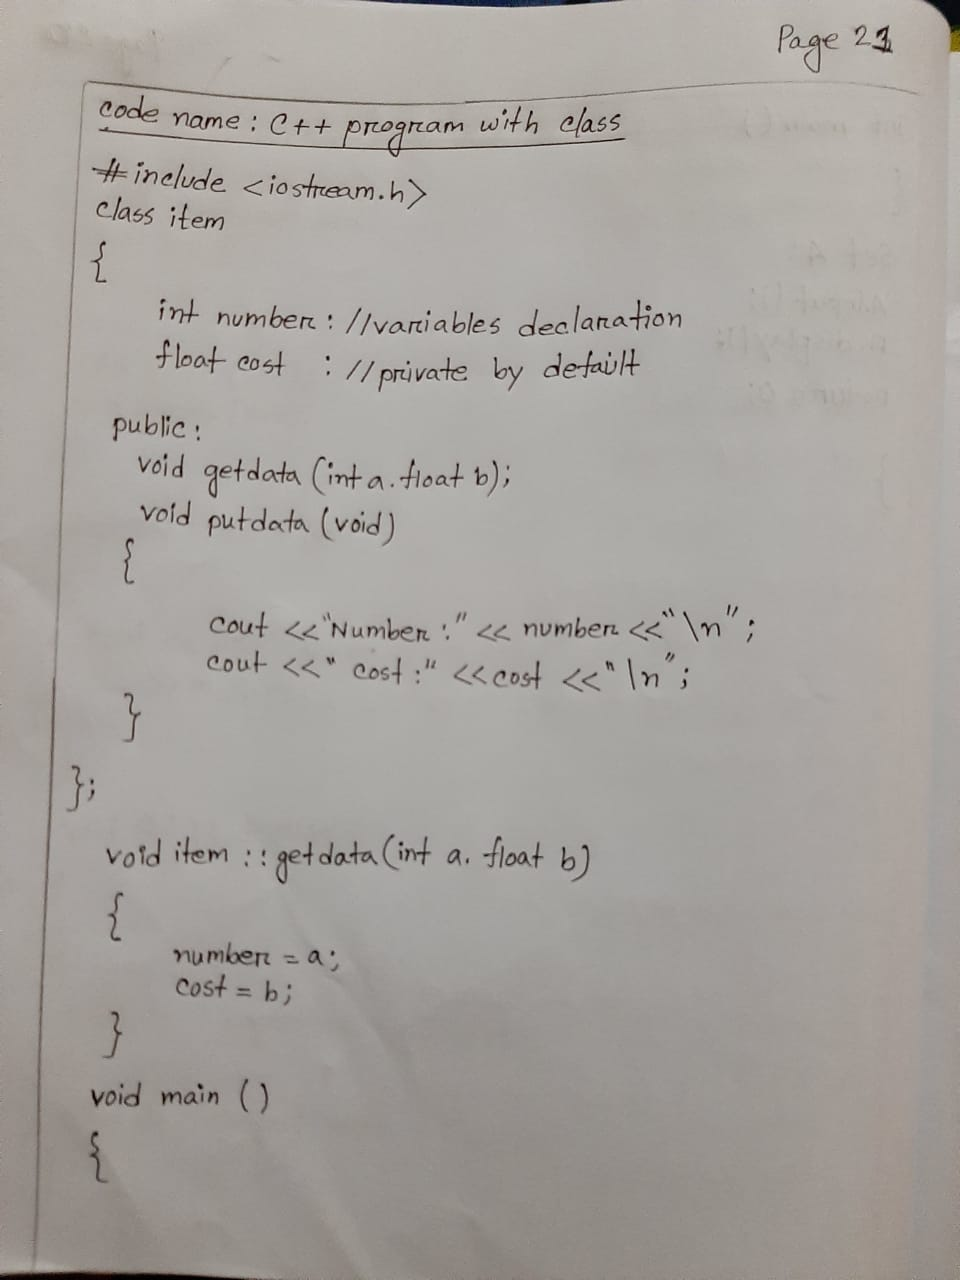 Page 21
code name: C++ program with class
#include <iostream.h>
class item
{
int number: //variables declaration
float cost : //private by default
public:
void getdata (int a. float b);
void putdata (void)
{
cout <<"Number :" << number <<"\n";
cout <<" cost :" <<cost <<"\n";
}
};
void item :: getdata (int a. float b)
{
number = a;
cost = b;
}
void main ()
{